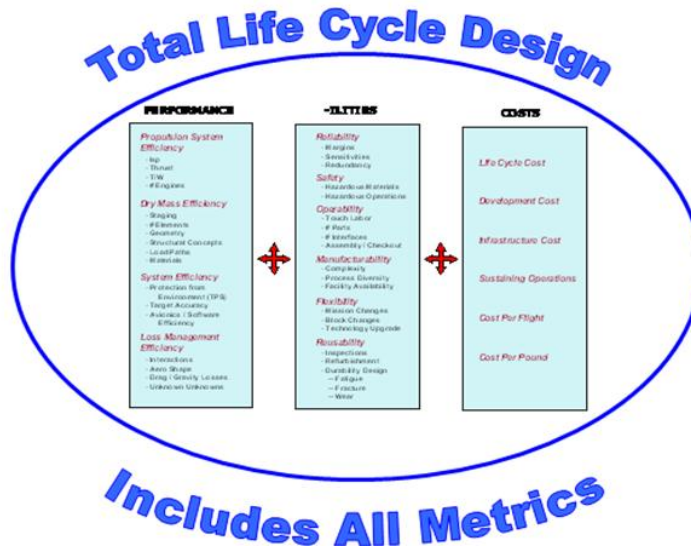 Total Life Cycle Design
PERFORMANCE
Propulsion System
Efficiency
- Isp
- Thrust
- T/W
- # Engines
Dry Mass Efficiency
- Staging
- # Elements
- Geometry
- Structural Concepts
- Load Paths
- Materials
System Efficiency
- Protection from
Environment (TPS)
- Target Accuracy
- Avionics / Software
Efficiency
Loss Management
Efficiency
- Interactions
- Aero Shape
- Drag / Gravity Losses
- Unknown Unknowns
-ILITIES
Reliability
- Margins
- Sensitivities
- Redundancy
Safety
- Hazardous Materials
- Hazardous Operations
Operability
- Touch Labor
- # Parts
- # Interfaces
- Assembly / Checkout
Manufacturability
- Complexity
- Process Diversity
- Facility Availability
Flexibility
- Mission Changes
- Block Changes
- Technology Upgrade
Reusability
- Inspections
- Refurbishment
- Durability Design
-- Fatigue
-- Fracture
-- Wear
COSTS
Life Cycle Cost
Development Cost
Infrastructure Cost
Sustaining Operations
Cost Per Flight
Cost Per Pound
Includes All Metrics